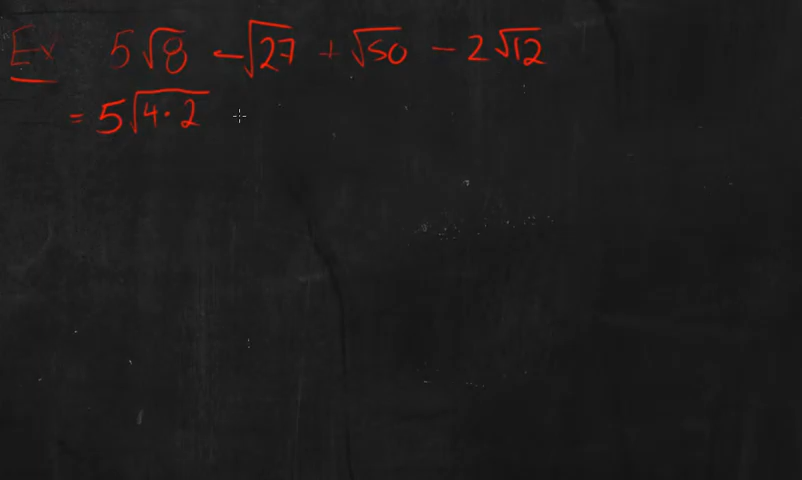 Ex 5√8 - √27 + √50 - 2√12
= 5√4·2